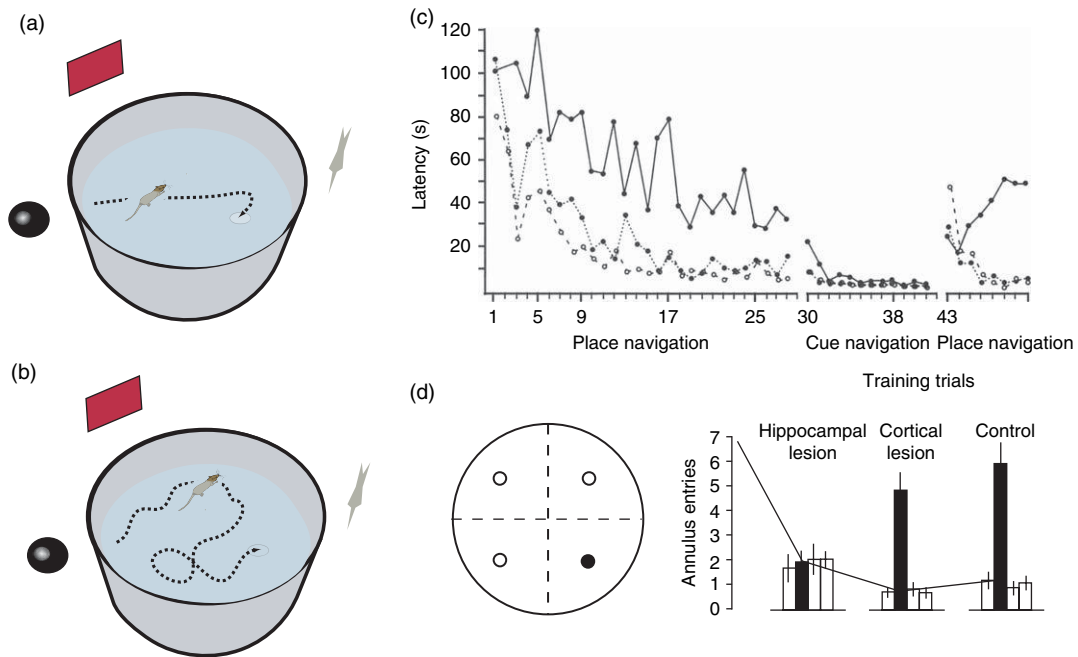 (a)
(b)
(c)
120
100
80
60
40
20
Latency (s)
1 5 9 17 25 30 38 43
Place navigation Cue navigation Place navigation
Training trials
(d)
7
6
5
4
3
2
1
0
Annulus entries
Hippocampal
lesion
Cortical
lesion
Control